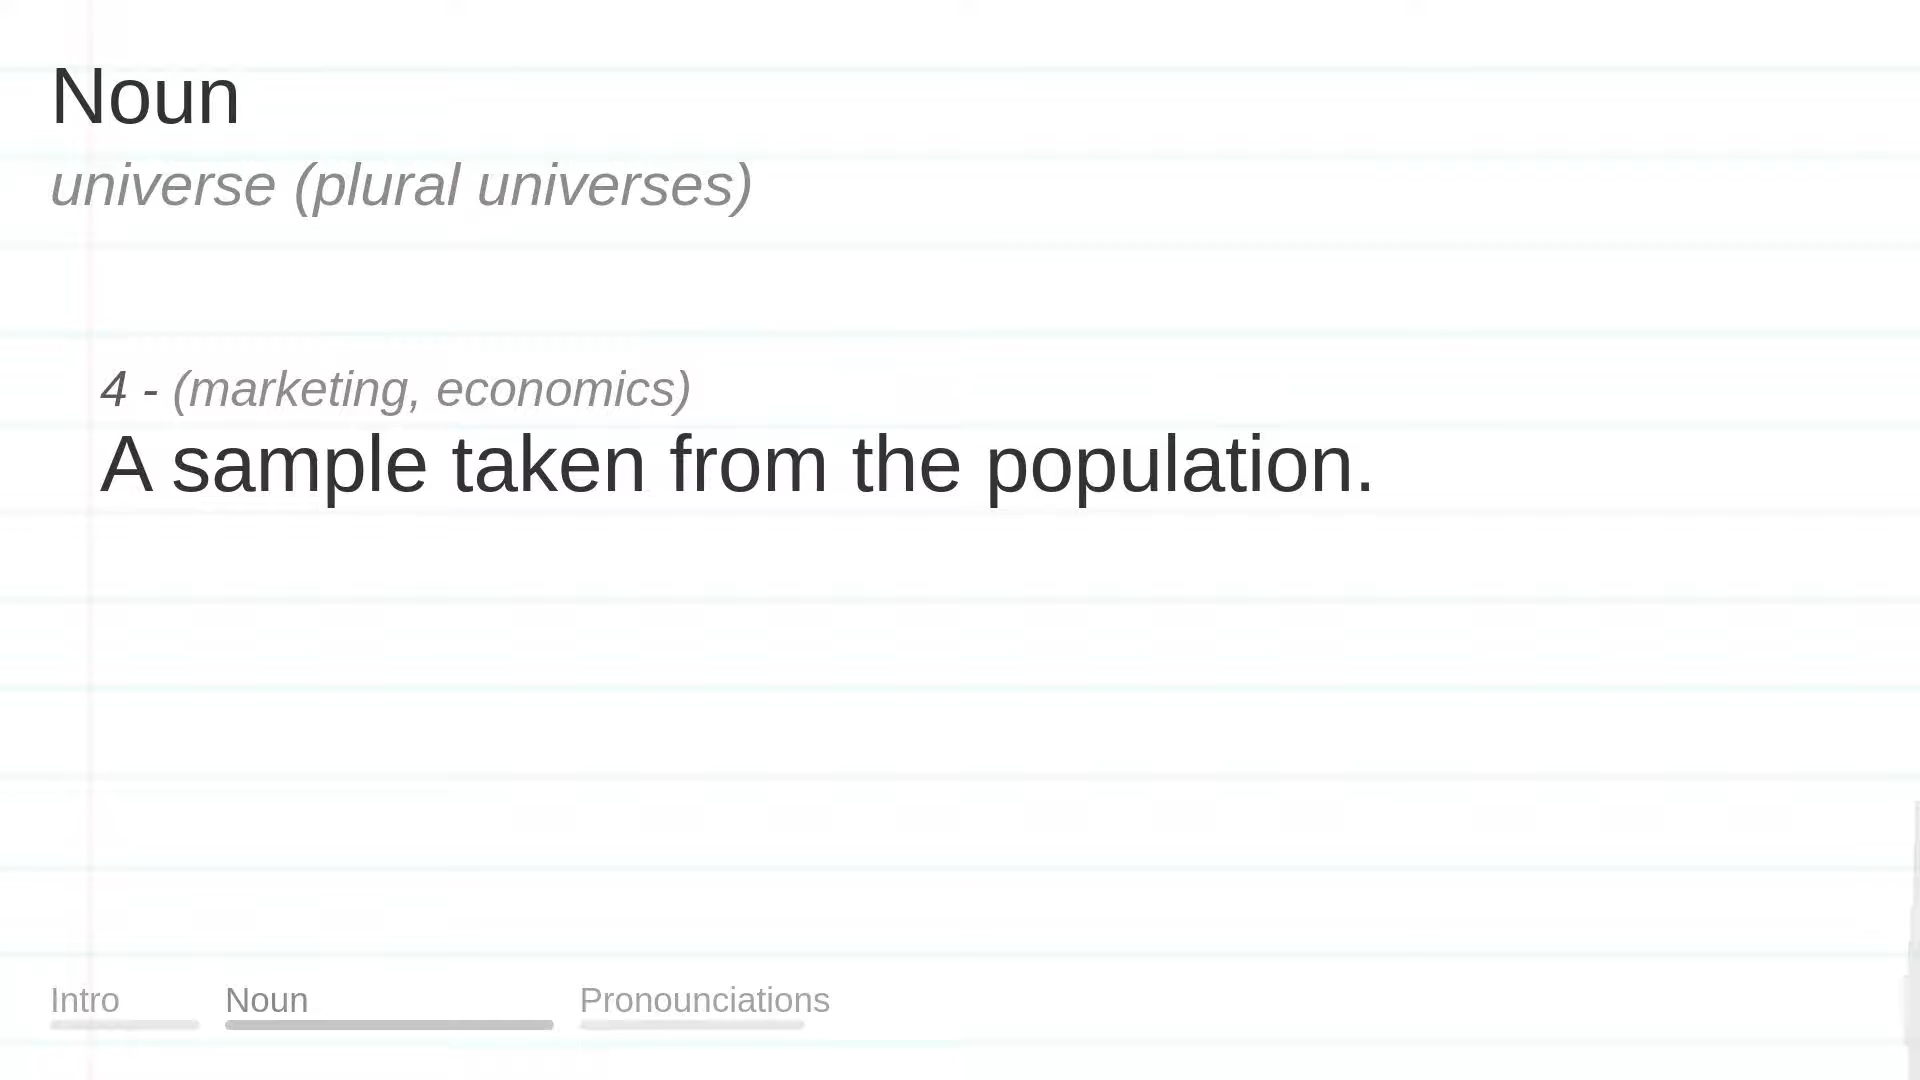 Noun
universe (plural universes)
4 - (marketing, economics)
A sample taken from the population.
Intro Noun Pronounciations